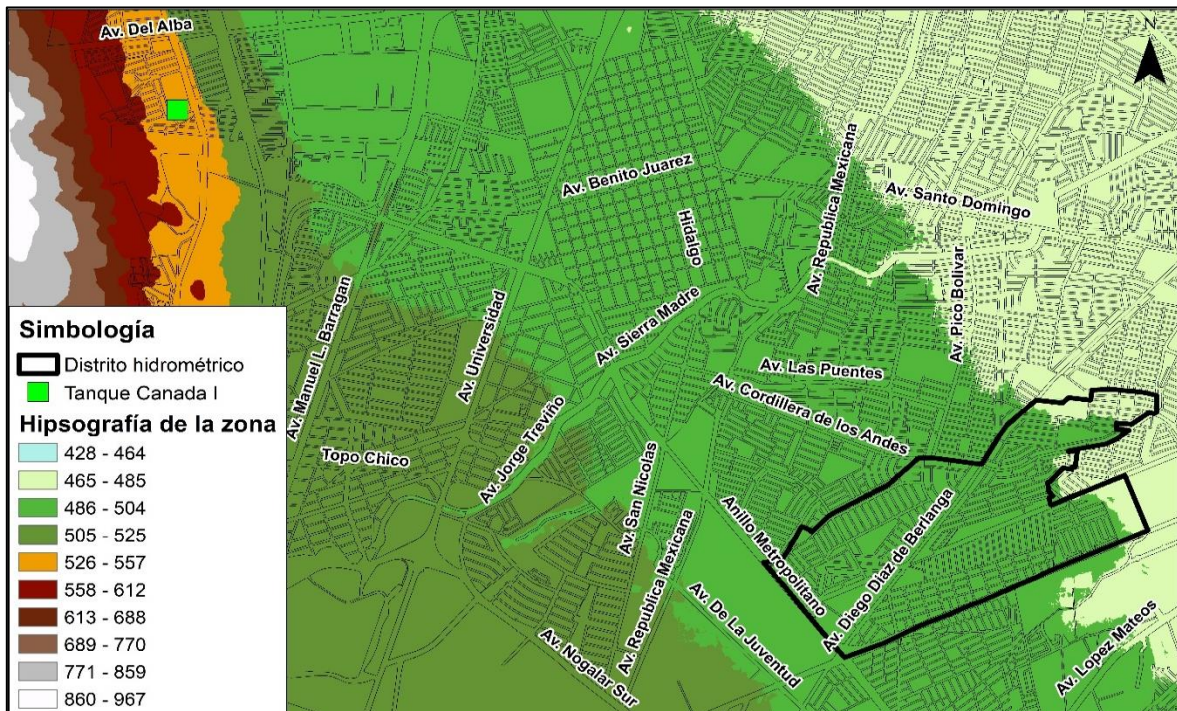 Av. Del Alba
N
Av. Benito Juarez
Hidalgo
Av. Republica Mexicana
Av. Santo Domingo
Av. Manuel L. Barragan
Av. Universidad
Av. Sierra Madre
Av. Pico Bolivar
Av. Las Puentes
Av. Cordillera de los Andes
Topo Chico
Av. Jorge Treviño
Av. San Nicolas
Anillo Metropolitano
Av. Diego Diaz de Berlanga
Av. Republica Mexicana
Av. De La Juventud
Av. Nogalar Sur
Av. Lopez Mateos
Simbología
Distrito hidrométrico
Tanque Canada I
Hipsografía de la zona
428 - 464
465 - 485
486 - 504
505 - 525
526 - 557
558 - 612
613 - 688
689 - 770
771 - 859
860 - 967